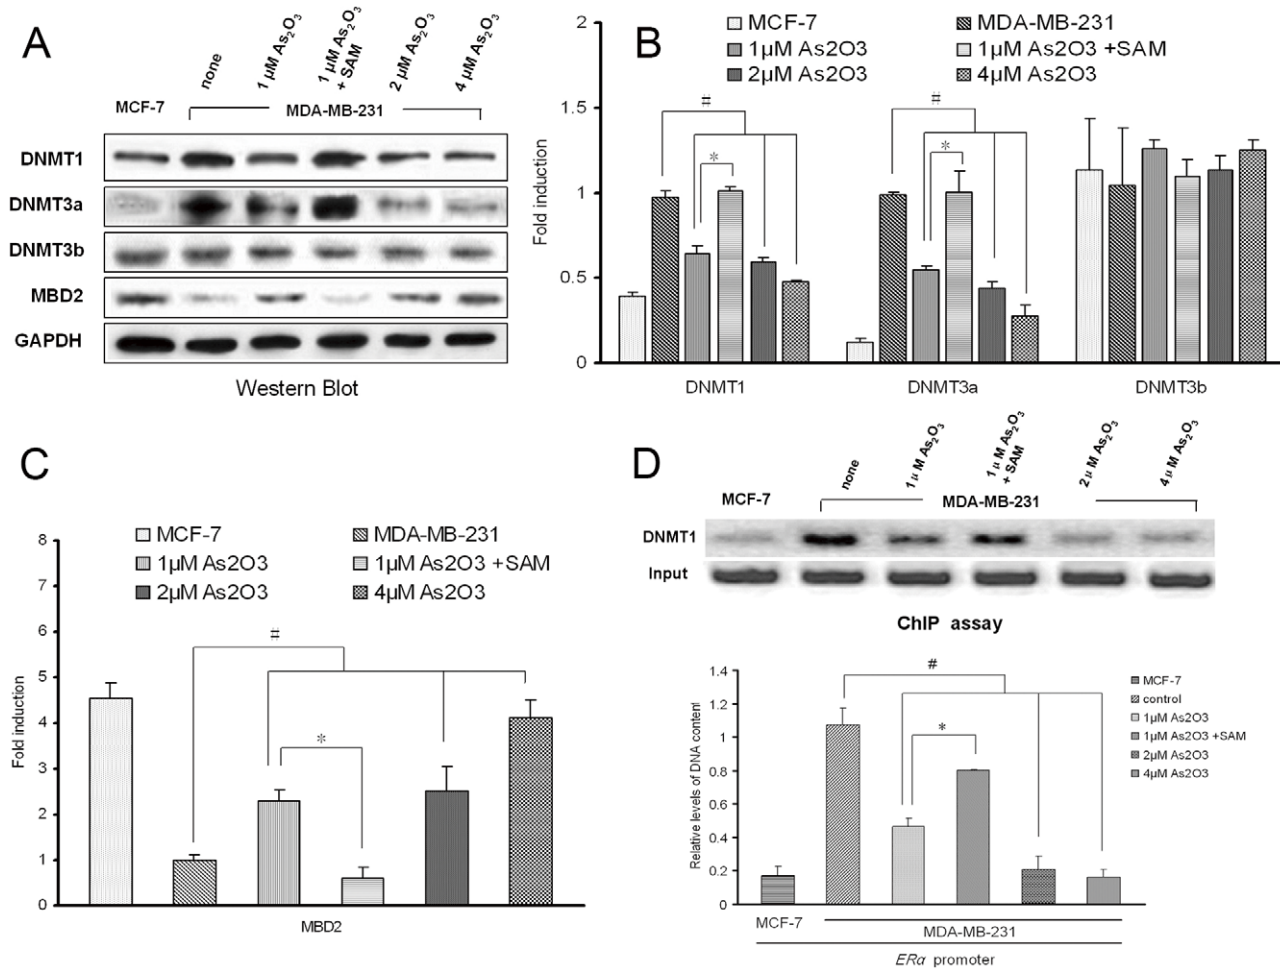 A
none
1 µM As2O3
1 µM As2O3
+ SAM
2 µM As2O3
4 µM As2O3
MCF-7
MDA-MB-231
DNMT1
DNMT3a
DNMT3b
MBD2
GAPDH
Western Blot
B
MCF-7
MDA-MB-231
1µM As2O3
1µM As2O3 +SAM
2µM As2O3
4µM As2O3
Fold induction
2
1.5
1
0.5
0
#
*
#
*
DNMT1
DNMT3a
DNMT3b
C
MCF-7
MDA-MB-231
1µM As2O3
1µM As2O3 +SAM
2µM As2O3
4µM As2O3
Fold induction
8
7
6
5
4
3
2
1
0
#
*
MBD2
D
none
1µ M As2O3
1µ M As2O3
+ SAM
2µ M As2O3
4µ M As2O3
MCF-7
MDA-MB-231
DNMT1
Input
ChIP assay
Relative levels of DNA content
1.4
1.2
1
0.8
0.6
0.4
0.2
0
#
*
MCF-7
control
1µM As2O3
1µM As2O3 +SAM
2µM As2O3
4µM As2O3
MCF-7
MDA-MB-231
ERα promoter